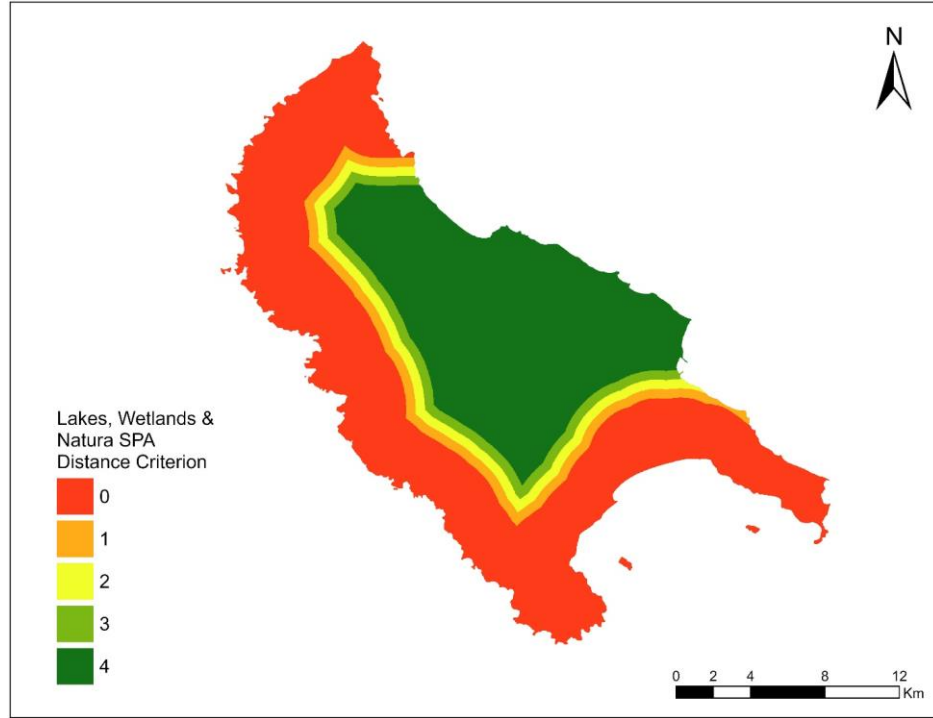 N
Lakes, Wetlands &
Natura SPA
Distance Criterion
0
1
2
3
4
0 2 4 8 12
Km